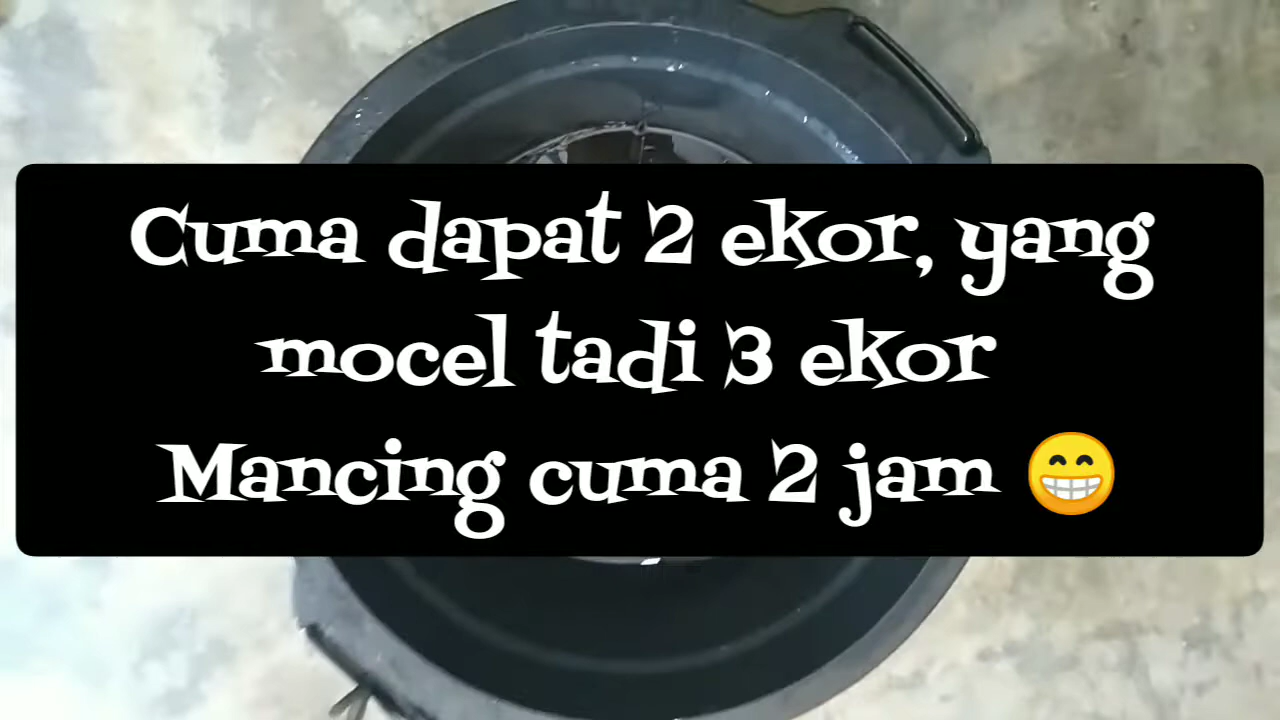 Cuma dapat 2 ekor, yang
mocel tadi 3 ekor
Mancing cuma 2 jam 😁